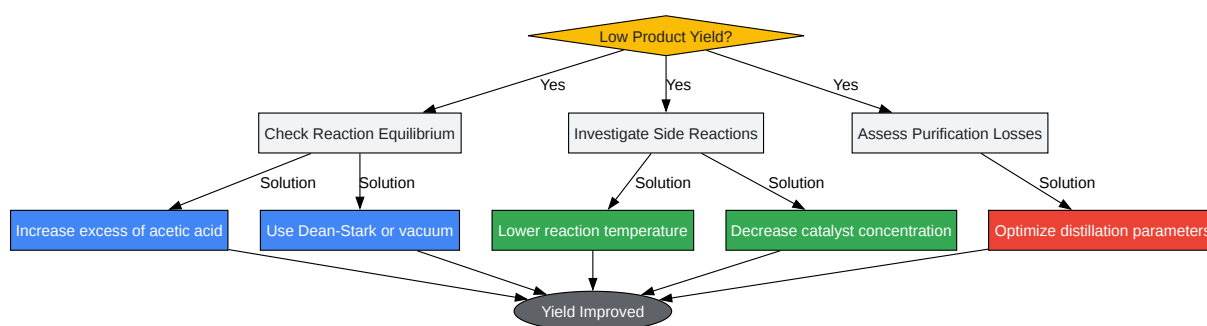 Low Product Yield?
Yes
Yes
Yes
Check Reaction Equilibrium
Investigate Side Reactions
Assess Purification Losses
Solution
Solution
Solution
Solution
Solution
Increase excess of acetic acid
Use Dean-Stark or vacuum
Lower reaction temperature
Decrease catalyst concentration
Optimize distillation parameters
Yield Improved